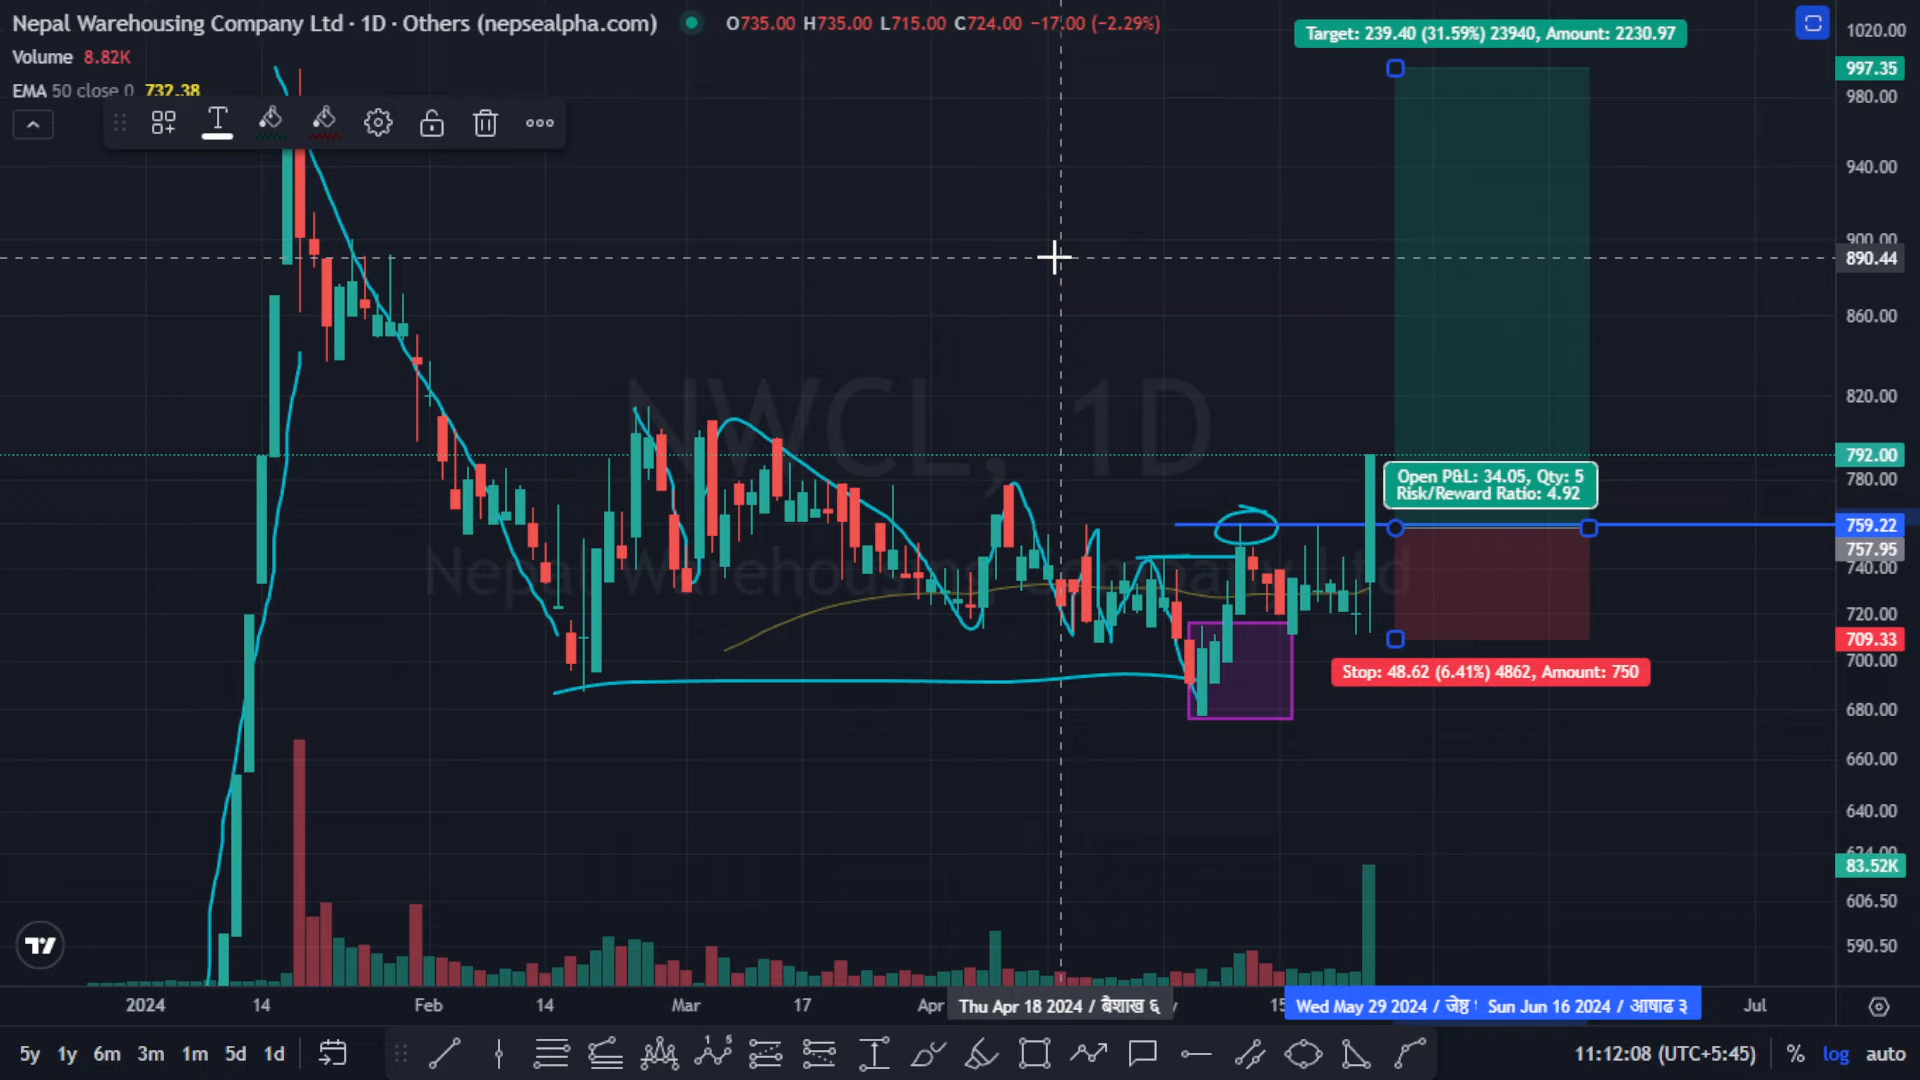 Nepal Warehousing Company Ltd · 1D · Others (nepsealpha.com) O735.00 H735.00 L715.00 C724.00 −17.00 (−2.29%)
Volume 8.82K
EMA 50 close 0 732.38
Target: 239.40 (31.59%) 23940, Amount: 2230.97
1020.00
997.35
980.00
940.00
900.00
890.44
860.00
820.00
792.00
780.00
759.22
757.95
740.00
720.00
709.33
700.00
680.00
660.00
640.00
83.52K
606.50
590.50
NWCL, 1D
Nepal Warehousing Company Ltd
Open P&L: 34.05, Qty: 5
Risk/Reward Ratio: 4.92
Stop: 48.62 (6.41%) 4862, Amount: 750
2024 14 Feb 14 Mar 17 Apr Thu Apr 18 2024 / बैशाख ६ Wed May 29 2024 / जेष्ठ Sun Jun 16 2024 / आषाढ ३ Jul
5y 1y 6m 3m 1m 5d 1d 11:12:08 (UTC+5:45) % log auto